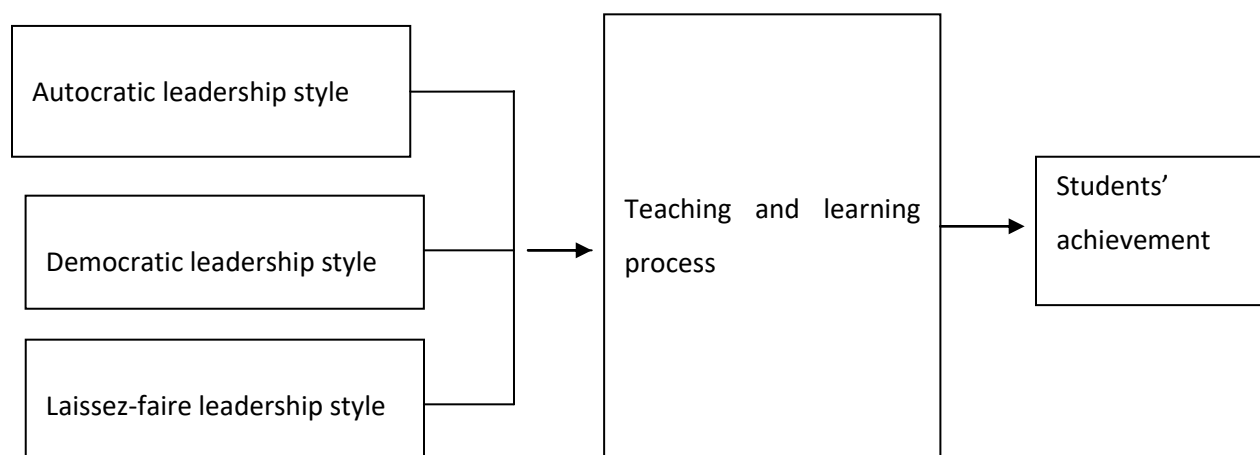 Autocratic leadership style
Democratic leadership style
Laissez-faire leadership style
Teaching and learning
process
Students’
achievement